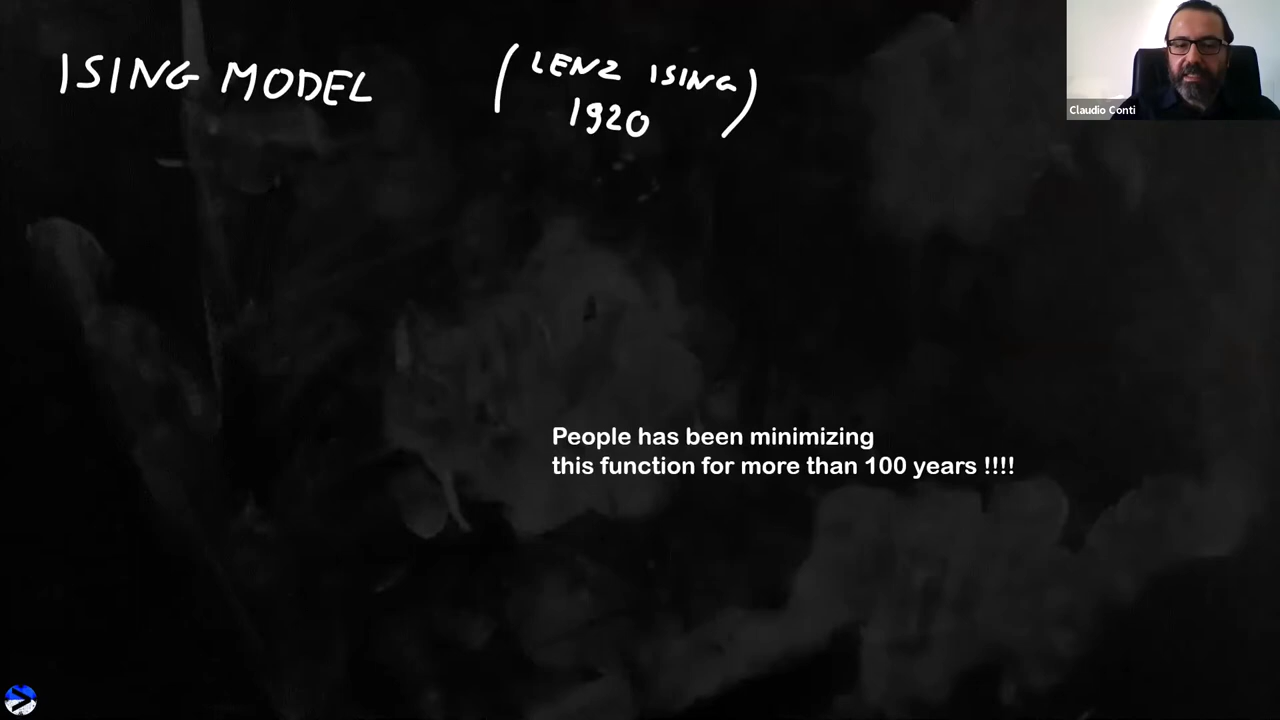 ISING MODEL
(LENZ ISING)
1920
Claudio Conti
People has been minimizing
this function for more than 100 years !!!!